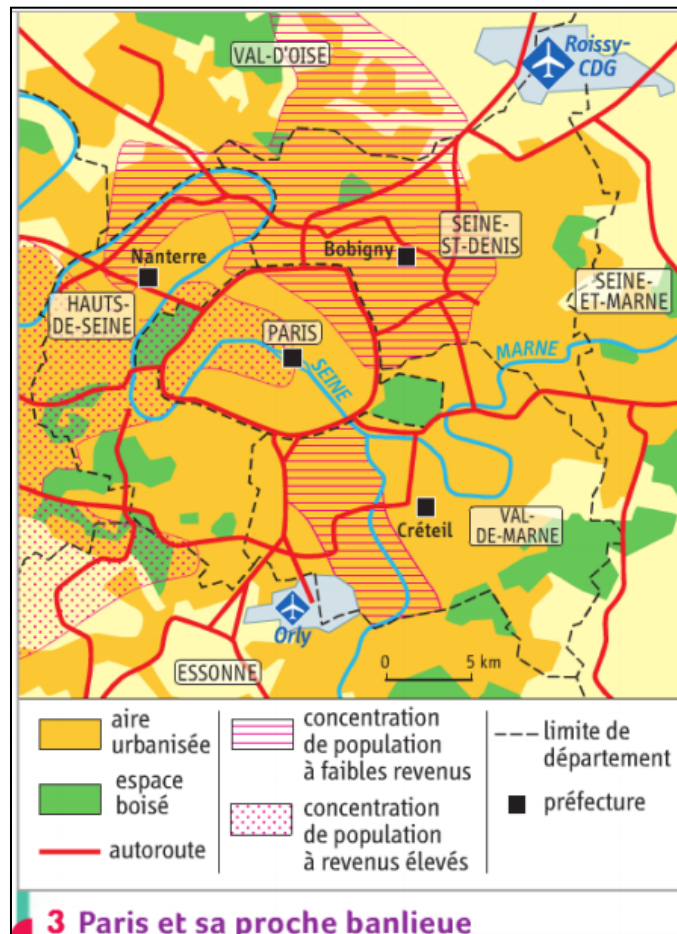 VAL-D'OISE
Roissy-
CDG
Nanterre
Bobigny
SEINE-
ST-DENIS
HAUTS-
DE-SEINE
SEINE-
ET-MARNE
PARIS
SEINE
MARNE
Créteil
VAL-
DE-MARNE
Orly
ESSONNE
0 5 km
aire
urbanisée
espace
boisé
autoroute
concentration
de population
à faibles revenus
concentration
de population
à revenus élevés
limite de
département
préfecture
3 Paris et sa proche banlieue